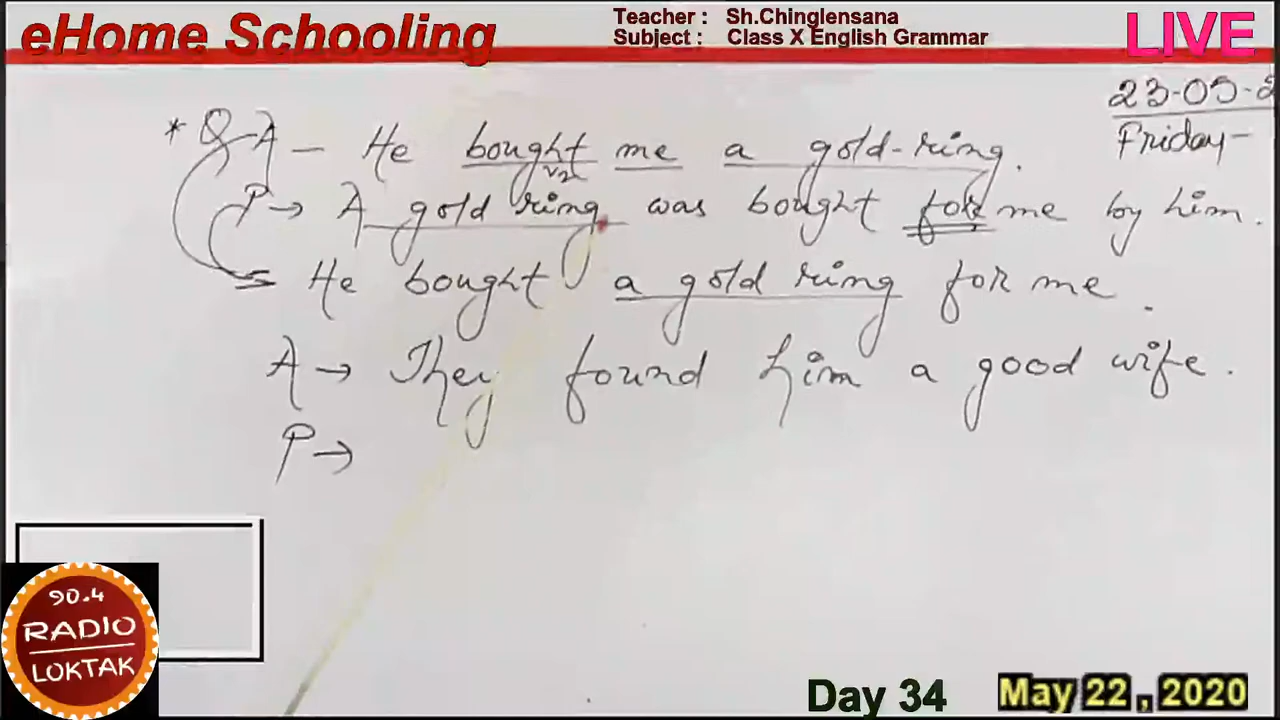 eHome Schooling
Teacher : Sh.Chinglensana
Subject : Class X English Grammar
LIVE
23-05-2
Friday-
* Q A - He bought me a gold-ring.
V2
P → A gold ring was bought for me by him.
He bought a gold ring for me.
A → They found him a good wife.
P →
90.4
RADIO
LOKTAK
Day 34
May 22 , 2020